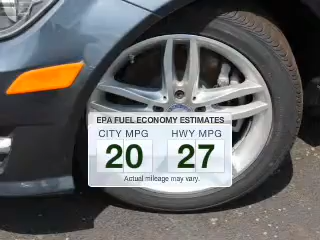 EPA FUEL ECONOMY ESTIMATES
CITY MPG HWY MPG
20 27
Actual mileage may vary.